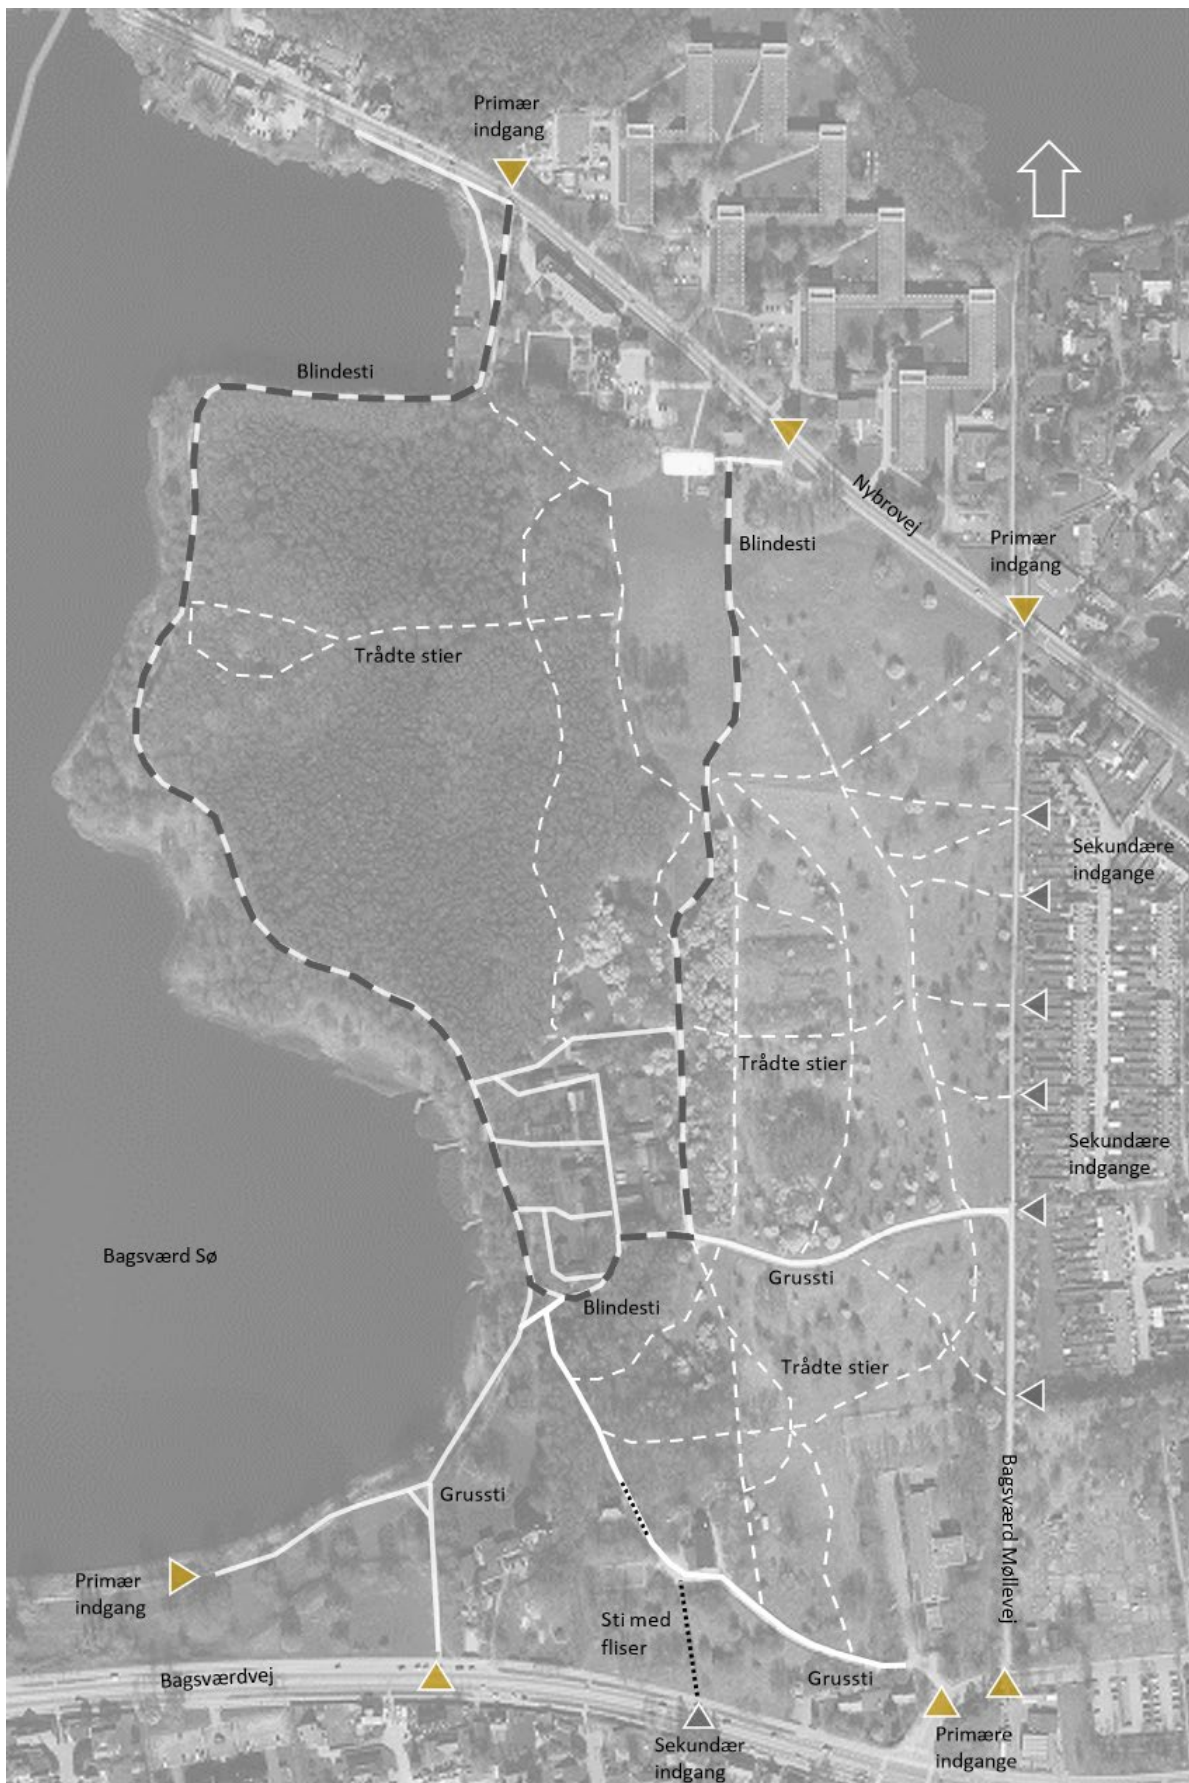 Primær
indgang
Blindesti
Nybrovej
Blindesti
Primær
indgang
Trådte stier
Sekundære
indgange
Trådte stier
Sekundære
indgange
Bagsværd Sø
Grussti
Blindesti
Trådte stier
Grussti
Bagsværd Møllevej
Primær
indgang
Sti med
fliser
Bagsværdvej
Grussti
Sekundær
indgang
Primære
indgange